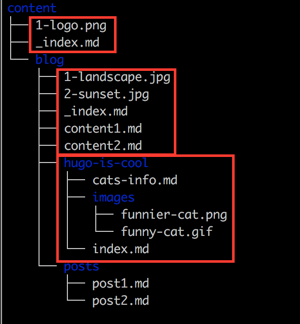 content
1-logo.png
_index.md
blog
1-landscape.jpg
2-sunset.jpg
_index.md
content1.md
content2.md
hugo-is-cool
cats-info.md
images
funnier-cat.png
funny-cat.gif
index.md
posts
post1.md
post2.md